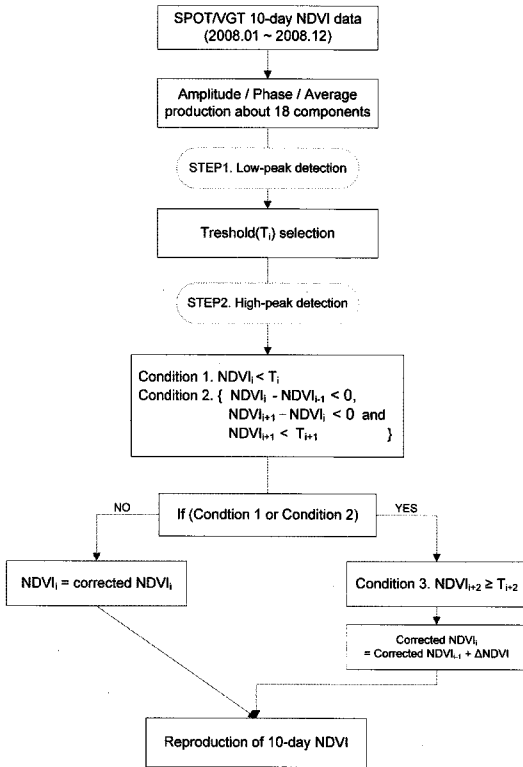 SPOT/VGT 10-day NDVI data
(2008.01 ~ 2008.12)
Amplitude / Phase / Average
production about 18 components
STEP1. Low-peak detection
Treshold(Tᵢ) selection
STEP2. High-peak detection
Condition 1. NDVIᵢ < Tᵢ
Condition 2. { NDVIᵢ - NDVIᵢ₋₁ < 0,
NDVIᵢ₊₁ – NDVIᵢ < 0 and
NDVIᵢ₊₁ < Tᵢ₊₁ }
If (Condtion 1 or Condition 2)
NO
YES
NDVIᵢ = corrected NDVIᵢ
Condition 3. NDVIᵢ₊₂ ≥ Tᵢ₊₂
Corrected NDVIᵢ
= Corrected NDVIᵢ₋₁ + ΔNDVI
Reproduction of 10-day NDVI